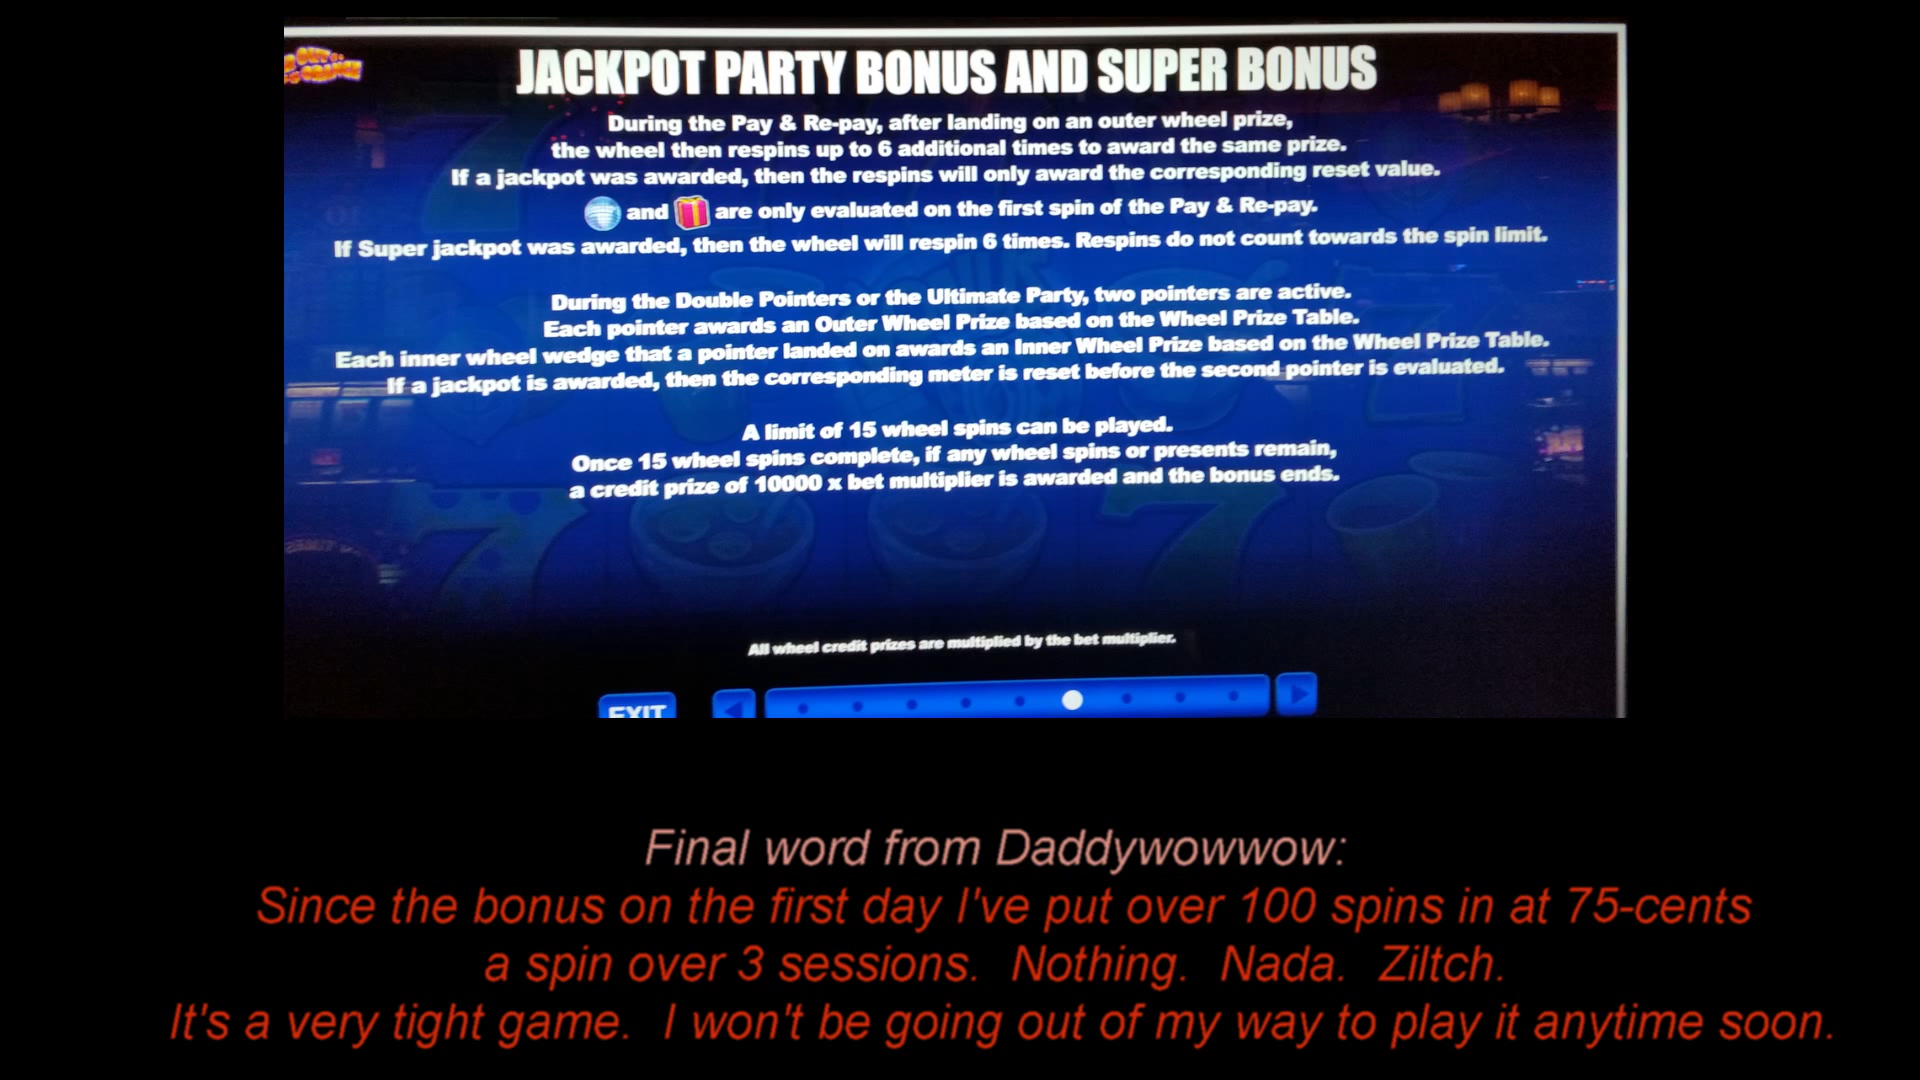 JACKPOT PARTY BONUS AND SUPER BONUS
During the Pay & Re-pay, after landing on an outer wheel prize,
the wheel then respins up to 6 additional times to award the same prize.
If a jackpot was awarded, then the respins will only award the corresponding reset value.
and are only evaluated on the first spin of the Pay & Re-pay.
If Super jackpot was awarded, then the wheel will respin 6 times. Respins do not count towards the spin limit.
During the Double Pointers or the Ultimate Party, two pointers are active.
Each pointer awards an Outer Wheel Prize based on the Wheel Prize Table.
Each inner wheel wedge that a pointer landed on awards an Inner Wheel Prize based on the Wheel Prize Table.
If a jackpot is awarded, then the corresponding meter is reset before the second pointer is evaluated.
A limit of 15 wheel spins can be played.
Once 15 wheel spins complete, if any wheel spins or presents remain,
a credit prize of 10000 x bet multiplier is awarded and the bonus ends.
All wheel credit prizes are multiplied by the bet multiplier.
EXIT
Final word from Daddywowwow:
Since the bonus on the first day I've put over 100 spins in at 75-cents
a spin over 3 sessions. Nothing. Nada. Ziltch.
It's a very tight game. I won't be going out of my way to play it anytime soon.